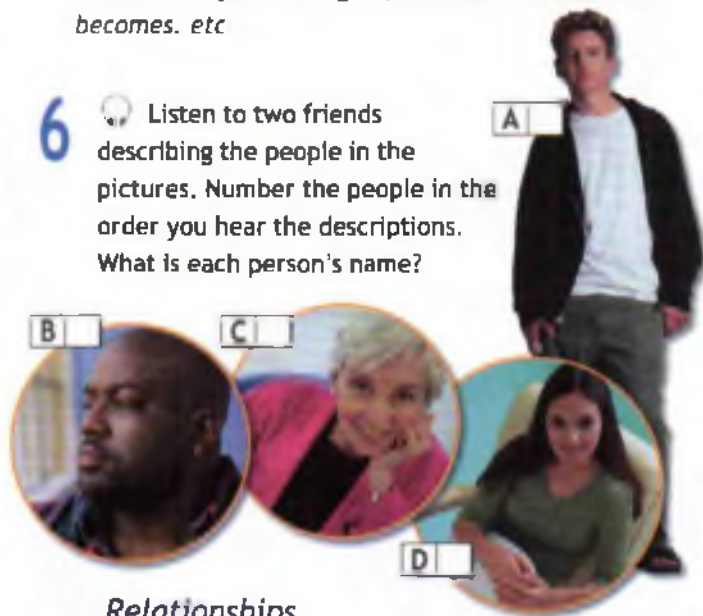 becomes. etc
6
Listen to two friends
describing the people in the
pictures. Number the people in the
order you hear the descriptions.
What is each person's name?
A
B
C
D
Relationships